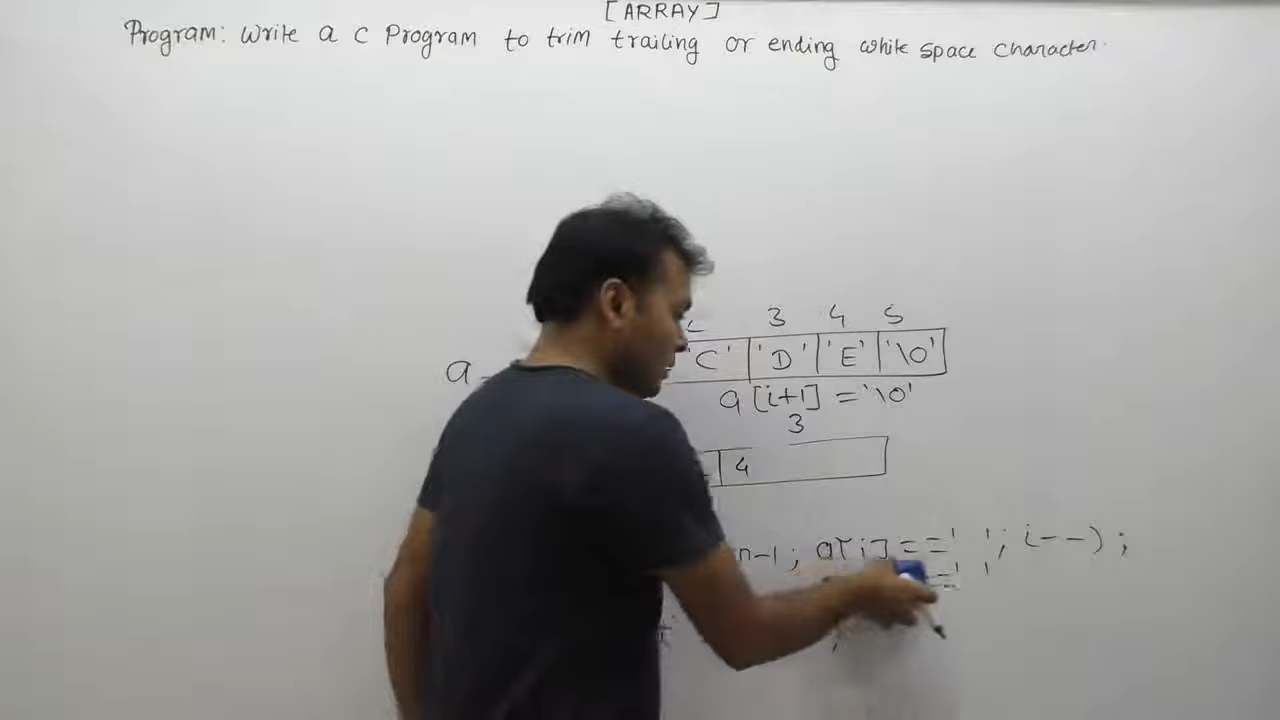 [ARRAY]
Program: Write a C Program to trim trailing or ending white space character.
3 4 5
a 'C' 'D' 'E' '\0'
a[i+1] = '\0'
3
4
n-1; a[i]==' '; i--);
==' '